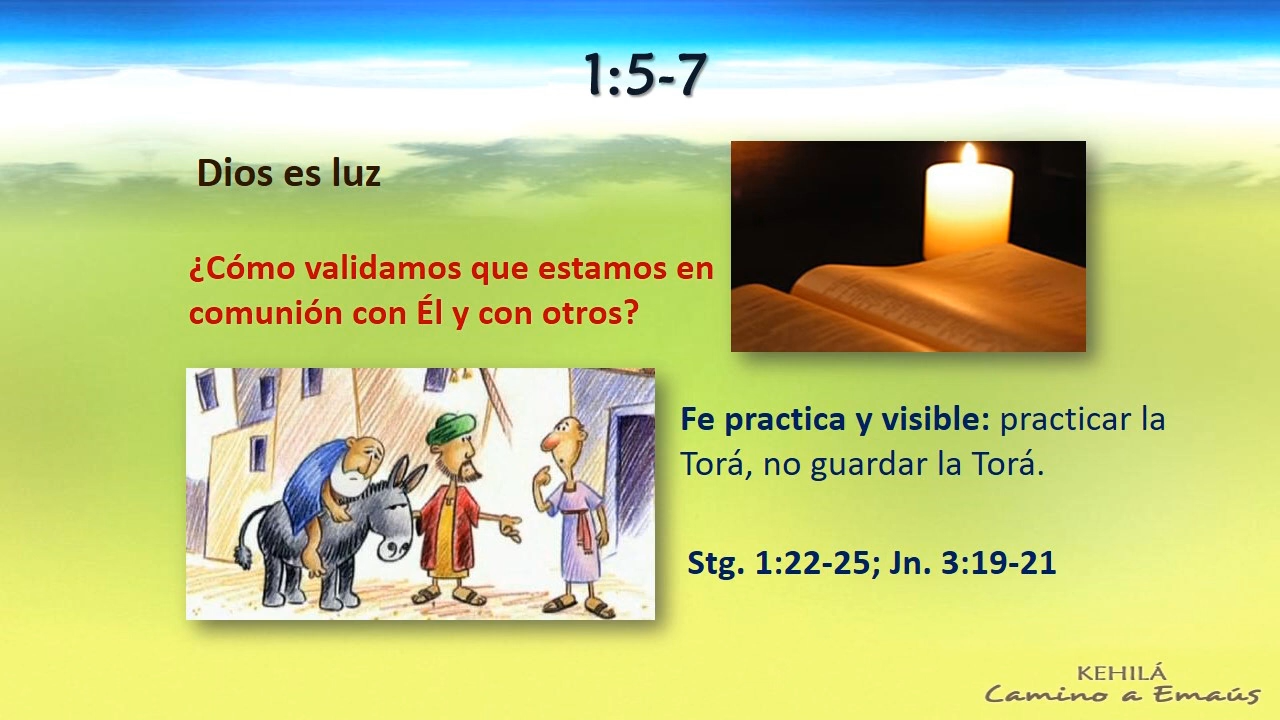 1:5-7
Dios es luz
¿Cómo validamos que estamos en
comunión con Él y con otros?
Fe practica y visible: practicar la
Torá, no guardar la Torá.
Stg. 1:22-25; Jn. 3:19-21
KEHILÁ
Camino a Emaús